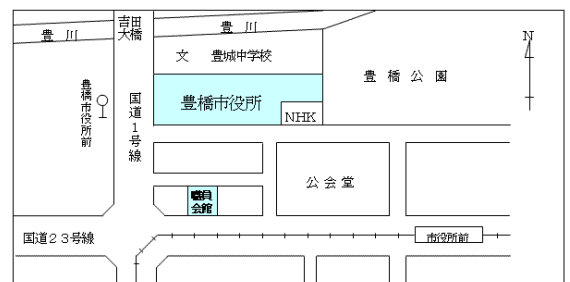 吉田
大橋
豊 川
豊 川
文 豊城中学校
N
豊 橋 公 園
豊橋市役所前
国道1号線
豊橋市役所
NHK
公会堂
職員
会館
国道23号線
市役所前